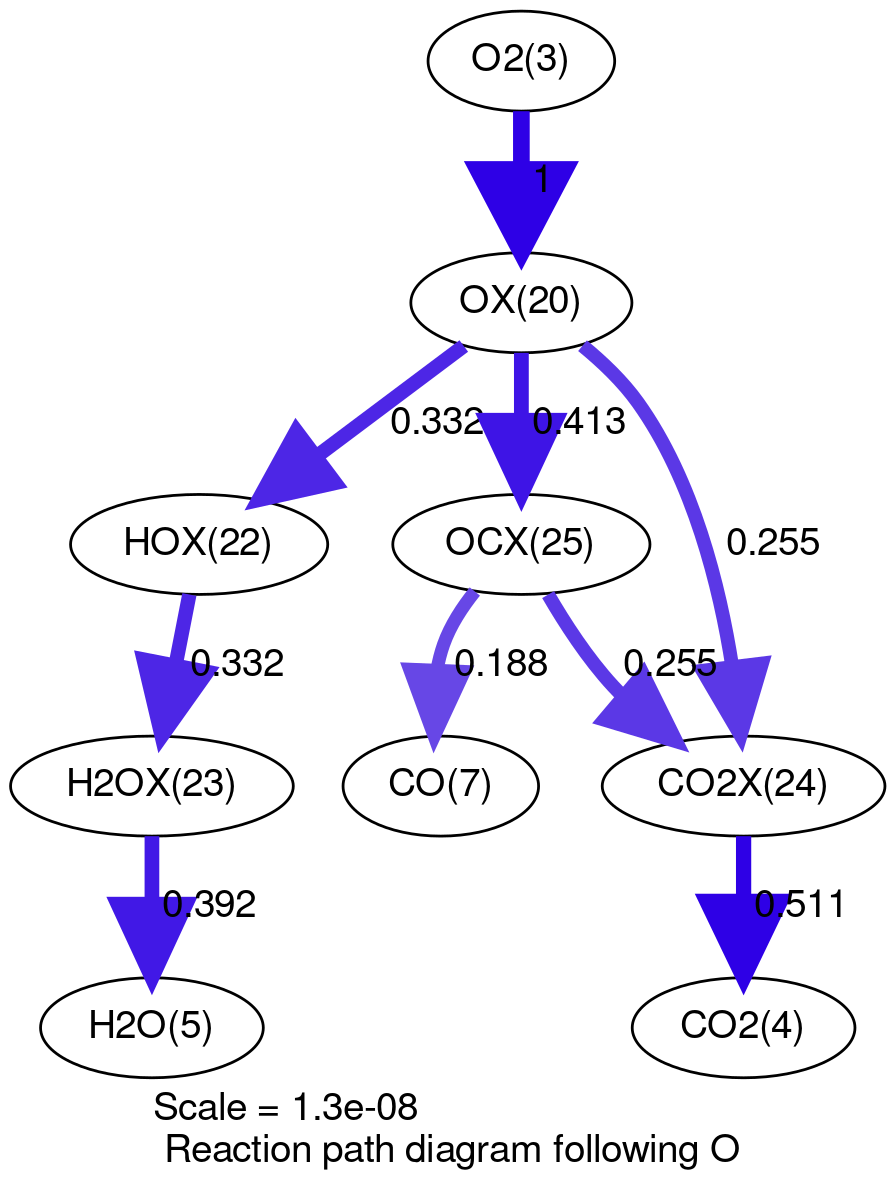 O2(3)
1
OX(20)
0.332
0.413
0.255
HOX(22)
OCX(25)
0.332
0.188
0.255
H2OX(23)
CO(7)
CO2X(24)
0.392
0.511
H2O(5)
CO2(4)
Scale = 1.3e-08
Reaction path diagram following O